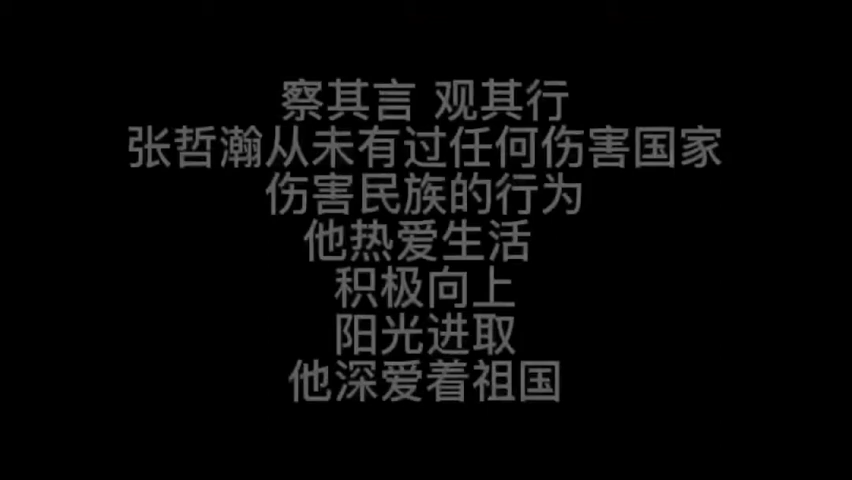 察其言 观其行
张哲瀚从未有过任何伤害国家
伤害民族的行为
他热爱生活
积极向上
阳光进取
他深爱着祖国